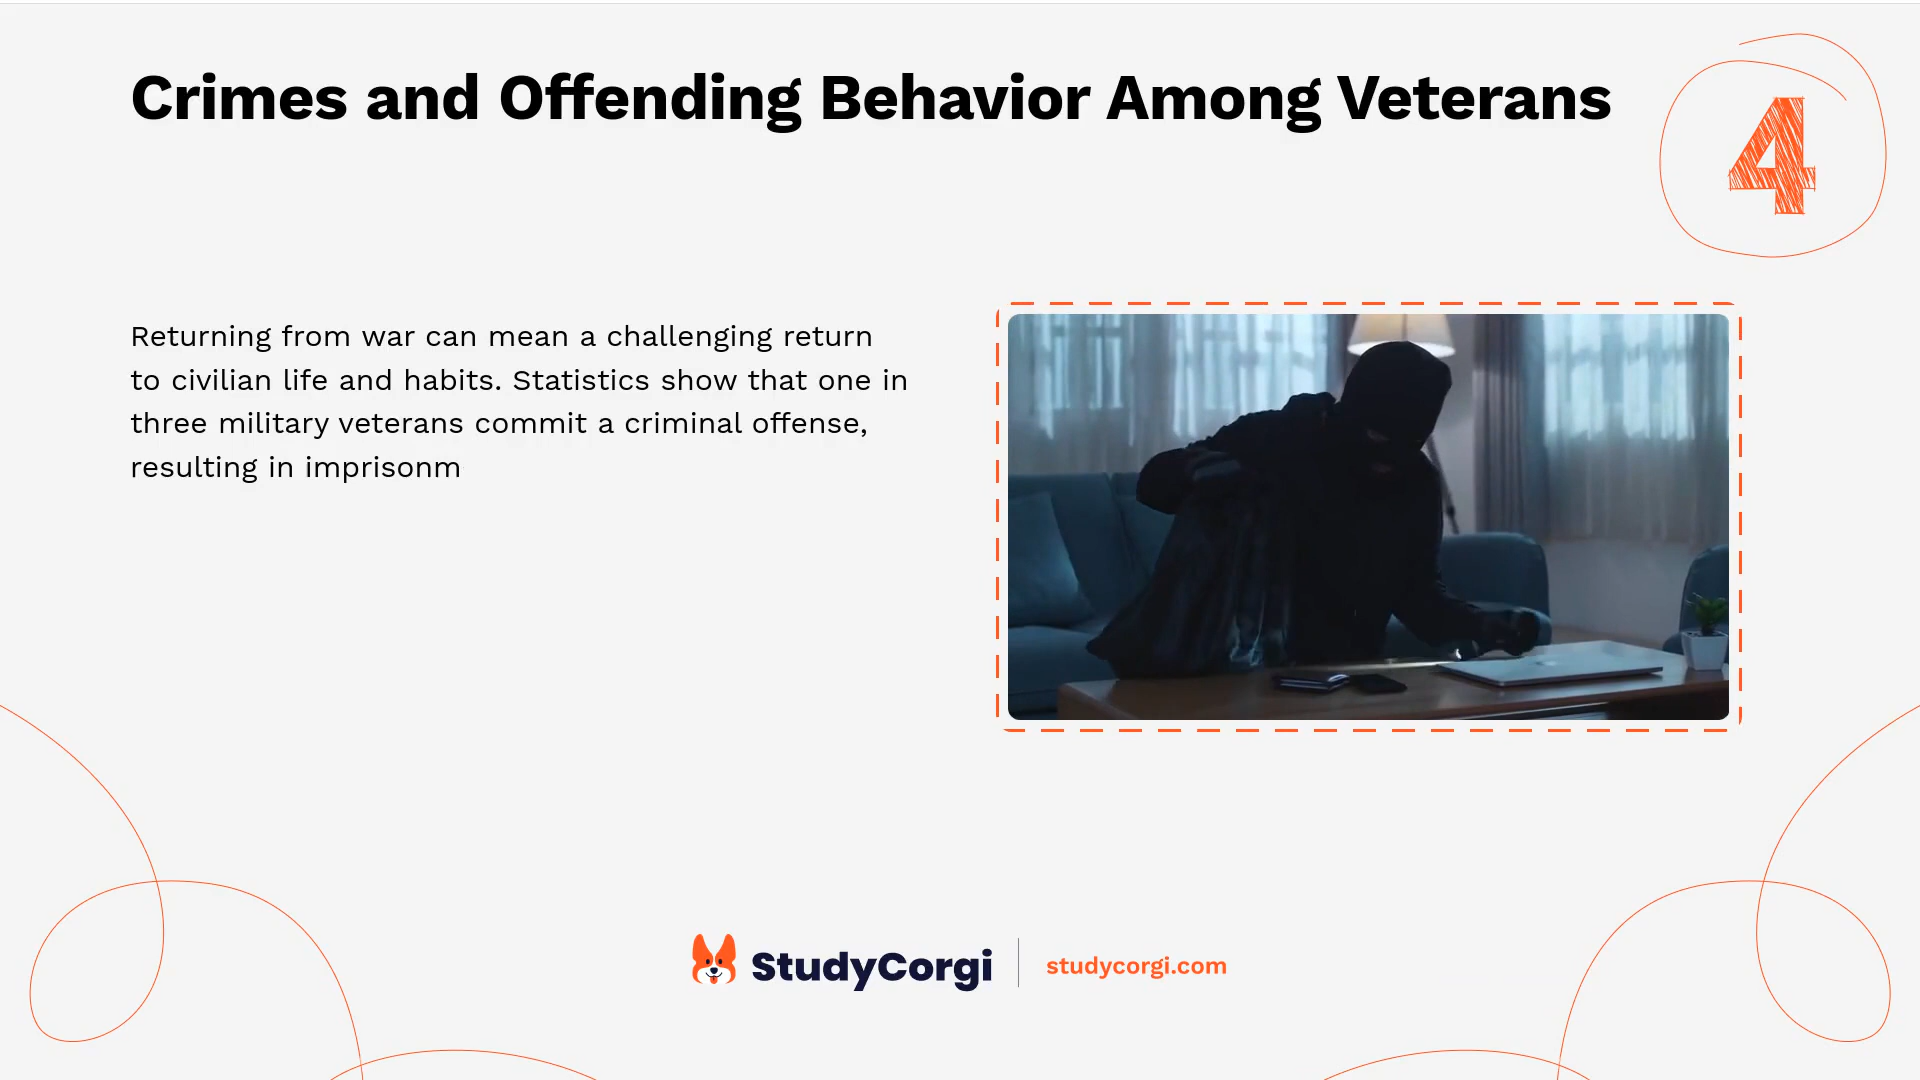 Crimes and Offending Behavior Among Veterans
4
Returning from war can mean a challenging return
to civilian life and habits. Statistics show that one in
three military veterans commit a criminal offense,
resulting in imprisonm
StudyCorgi
studycorgi.com